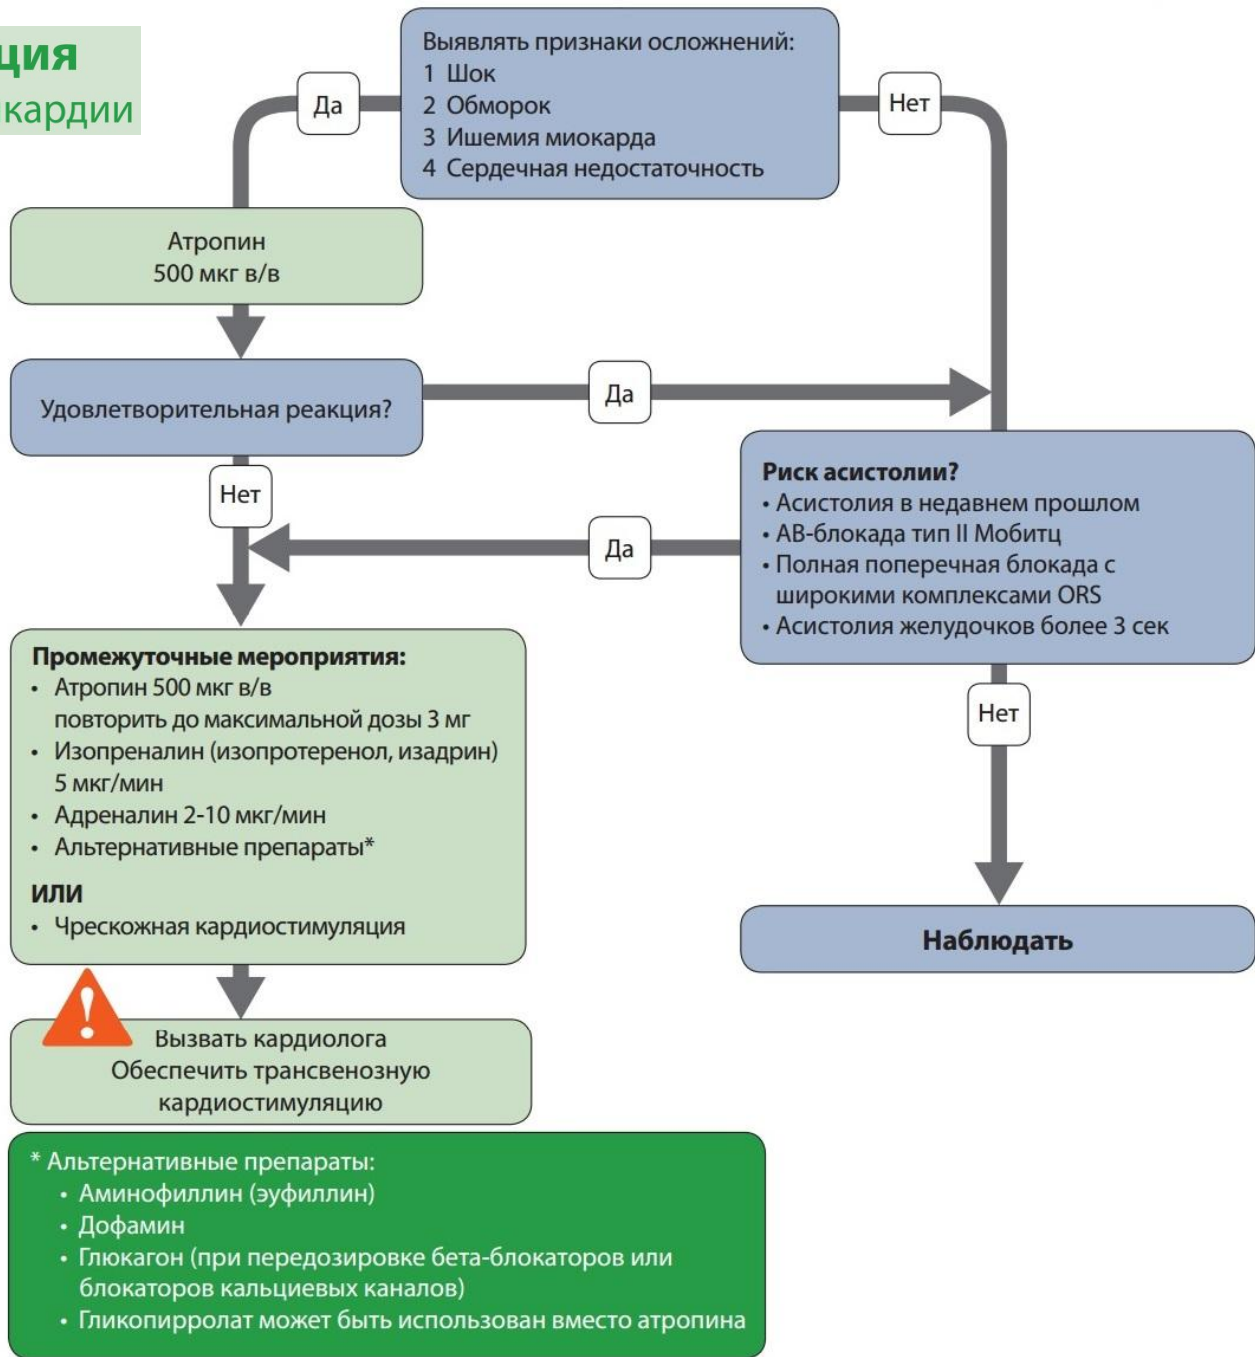 ция
кардии
Выявлять признаки осложнений:
1 Шок
2 Обморок
3 Ишемия миокарда
4 Сердечная недостаточность
Да
Нет
Атропин
500 мкг в/в
Удовлетворительная реакция?
Да
Нет
Риск асистолии?
• Асистолия в недавнем прошлом
• АВ-блокада тип II Мобитц
• Полная поперечная блокада с
широкими комплексами ORS
• Асистолия желудочков более 3 сек
Да
Нет
Промежуточные мероприятия:
• Атропин 500 мкг в/в
повторить до максимальной дозы 3 мг
• Изопреналин (изопротеренол, изадрин)
5 мкг/мин
• Адреналин 2-10 мкг/мин
• Альтернативные препараты*
ИЛИ
• Чрескожная кардиостимуляция
Наблюдать
!
Вызвать кардиолога
Обеспечить трансвенозную
кардиостимуляцию
* Альтернативные препараты:
• Аминофиллин (эуфиллин)
• Дофамин
• Глюкагон (при передозировке бета-блокаторов или
блокаторов кальциевых каналов)
• Гликопирролат может быть использован вместо атропина